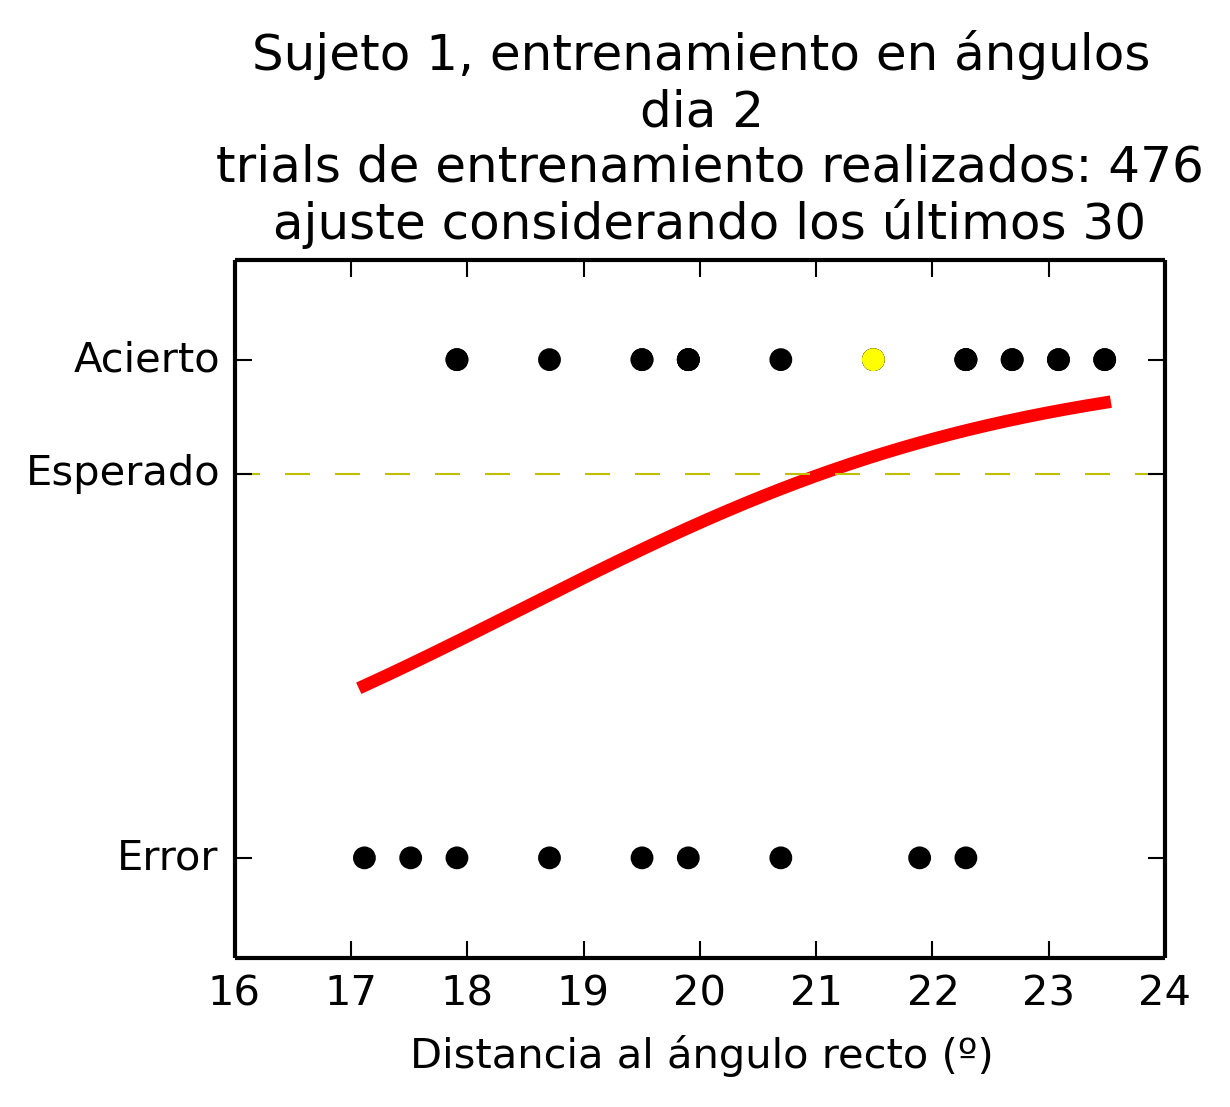 Sujeto 1, entrenamiento en ángulos
dia 2
trials de entrenamiento realizados: 476
ajuste considerando los últimos 30
Acierto
Esperado
Error
16 17 18 19 20 21 22 23 24
Distancia al ángulo recto (º)